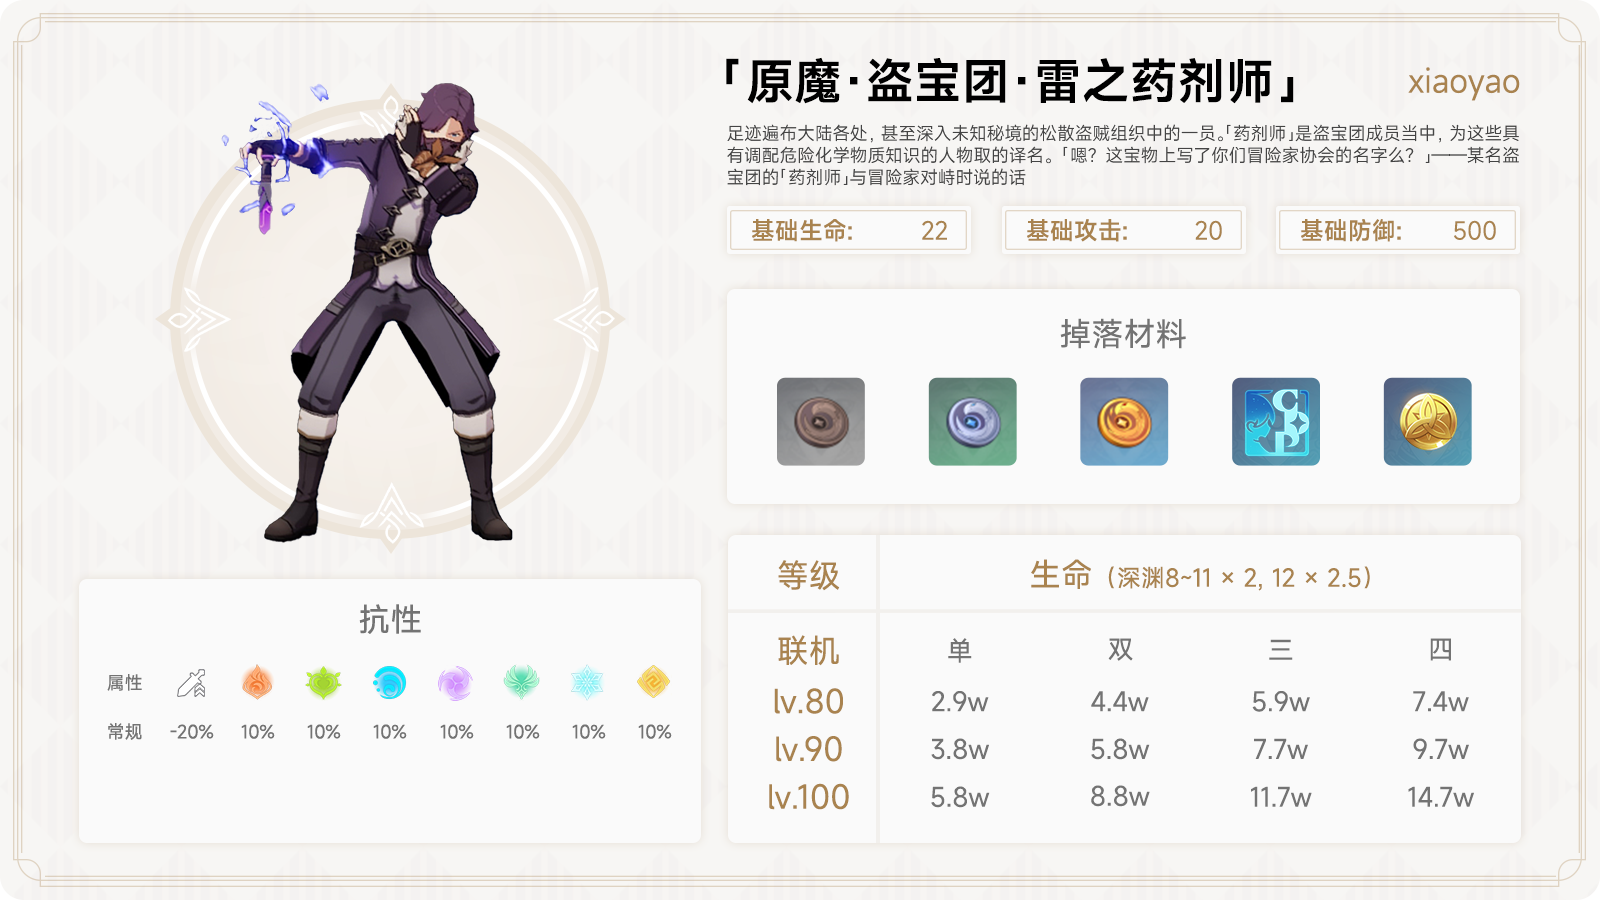 「原魔·盗宝团·雷之药剂师」
xiaoyao
足迹遍布大陆各处，甚至深入未知秘境的松散盗贼组织中的一员。「药剂师」是盗宝团成员当中，为这些具
有调配危险化学物质知识的人物取的译名。「嗯？这宝物上写了你们冒险家协会的名字么？」——某名盗
宝团的「药剂师」与冒险家对峙时说的话
基础生命: 22
基础攻击: 20
基础防御: 500
掉落材料
抗性
属性
常规 -20% 10% 10% 10% 10% 10% 10% 10%
等级 生命（深渊8~11 × 2, 12 × 2.5）
联机 单 双 三 四
lv.80 2.9w 4.4w 5.9w 7.4w
lv.90 3.8w 5.8w 7.7w 9.7w
lv.100 5.8w 8.8w 11.7w 14.7w